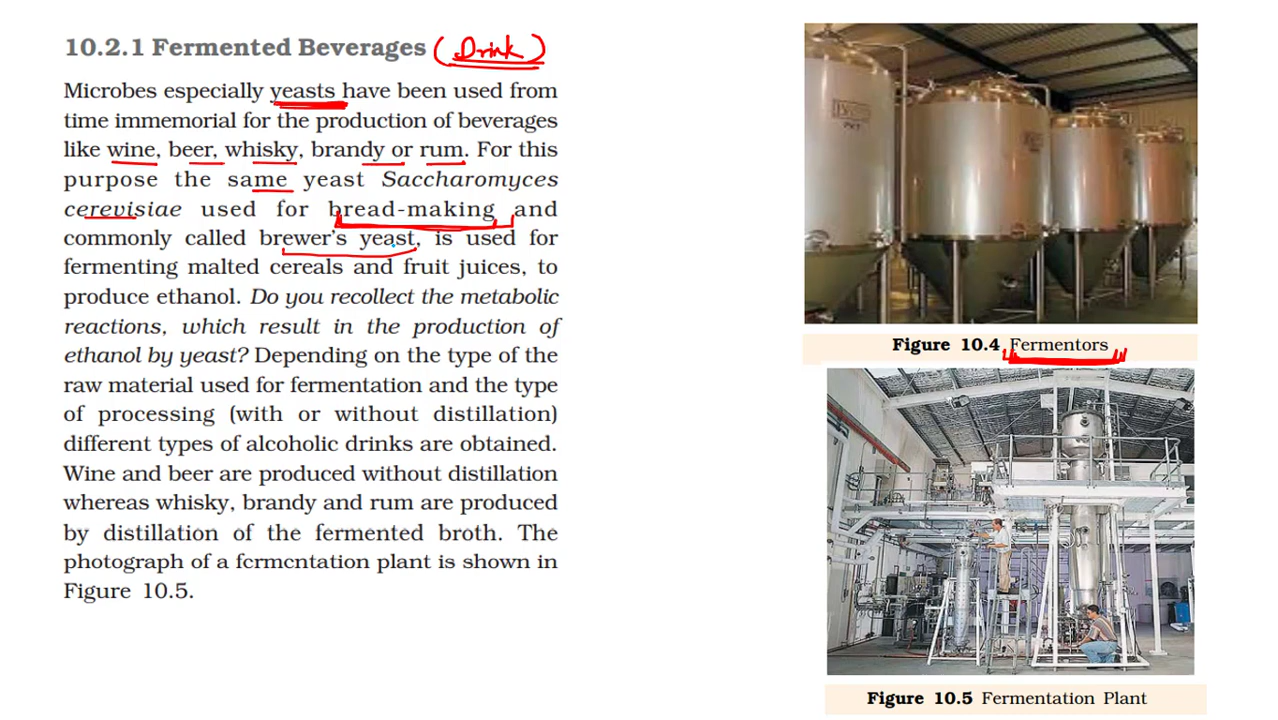 10.2.1 Fermented Beverages (Drink)
Microbes especially yeasts have been used from
time immemorial for the production of beverages
like wine, beer, whisky, brandy or rum. For this
purpose the same yeast Saccharomyces
cerevisiae used for bread-making and
commonly called brewer's yeast, is used for
fermenting malted cereals and fruit juices, to
produce ethanol. Do you recollect the metabolic
reactions, which result in the production of
ethanol by yeast? Depending on the type of the
raw material used for fermentation and the type
of processing (with or without distillation)
different types of alcoholic drinks are obtained.
Wine and beer are produced without distillation
whereas whisky, brandy and rum are produced
by distillation of the fermented broth. The
photograph of a fermentation plant is shown in
Figure 10.5.
Figure 10.4 Fermentors
Figure 10.5 Fermentation Plant